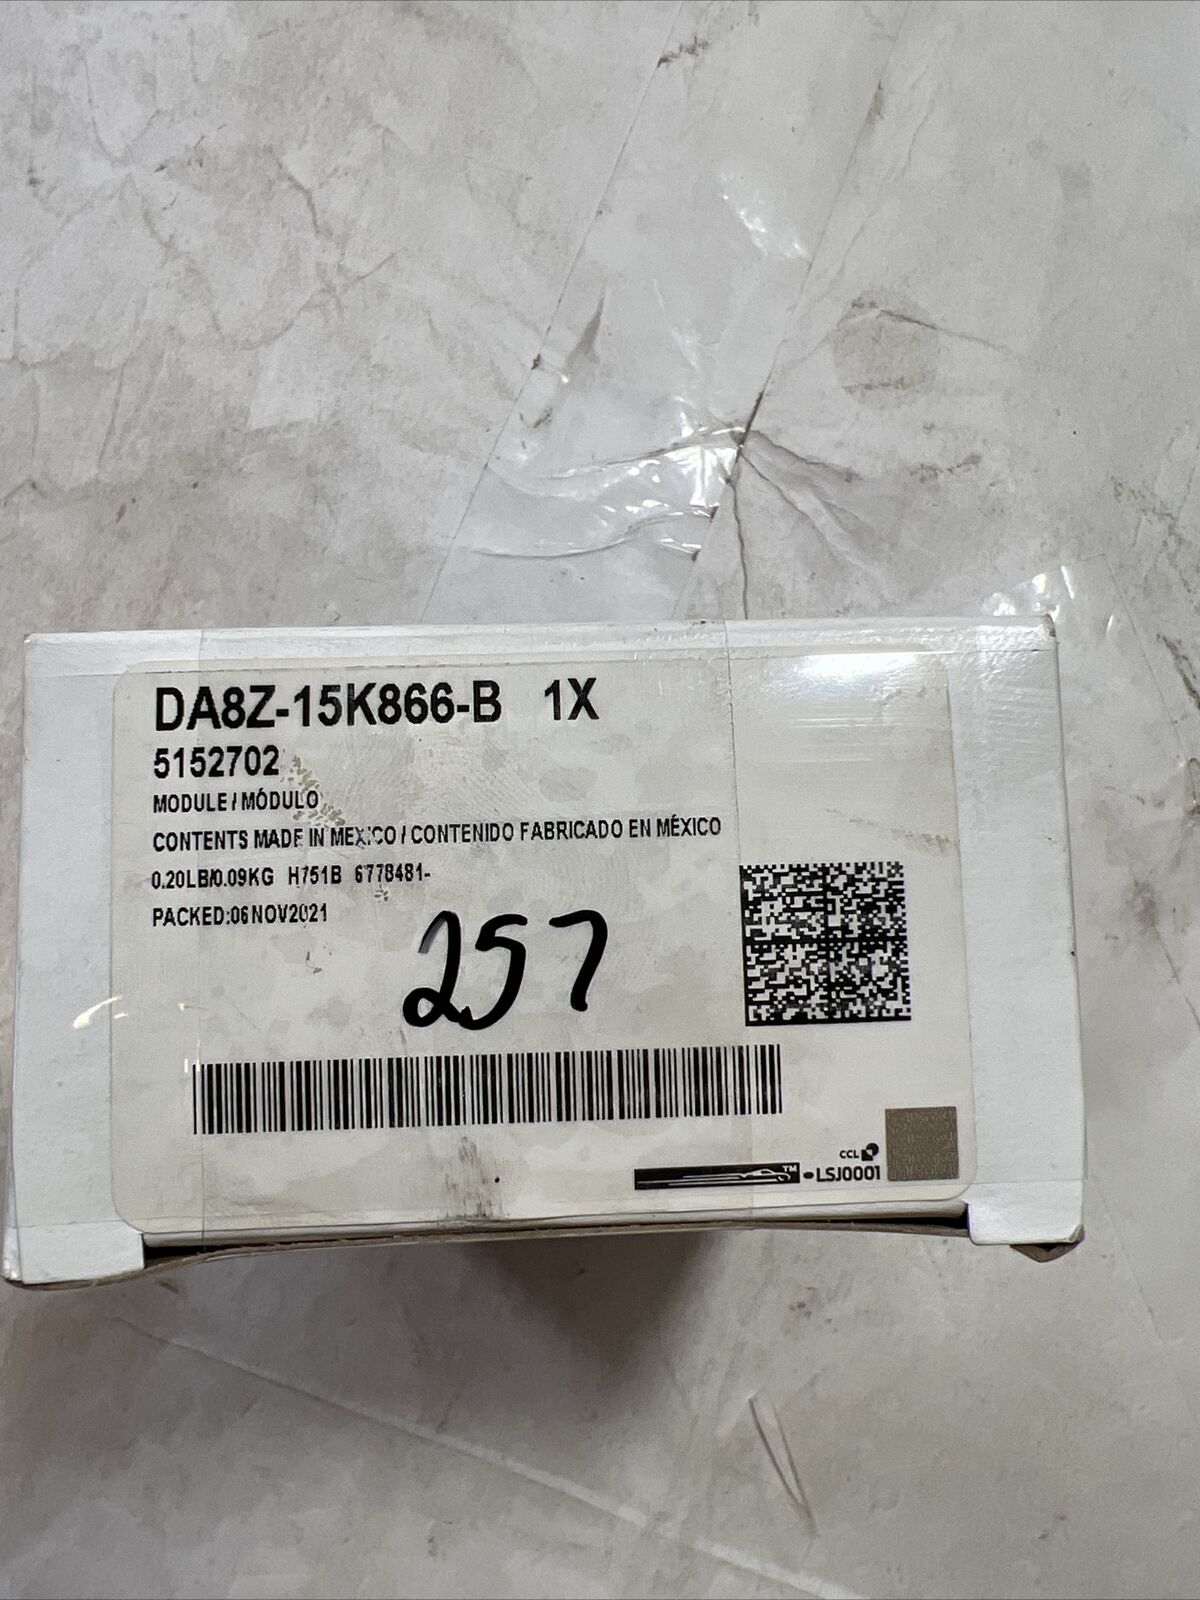 DA8Z-15K866-B 1X
5152702
MODULE / MÓDULO
CONTENTS MADE IN MEXICO / CONTENIDO FABRICADO EN MÉXICO
0.20LB/0.09KG H751B 6778481-
PACKED:06NOV2021
257
CCL
TM
-LSJ0001